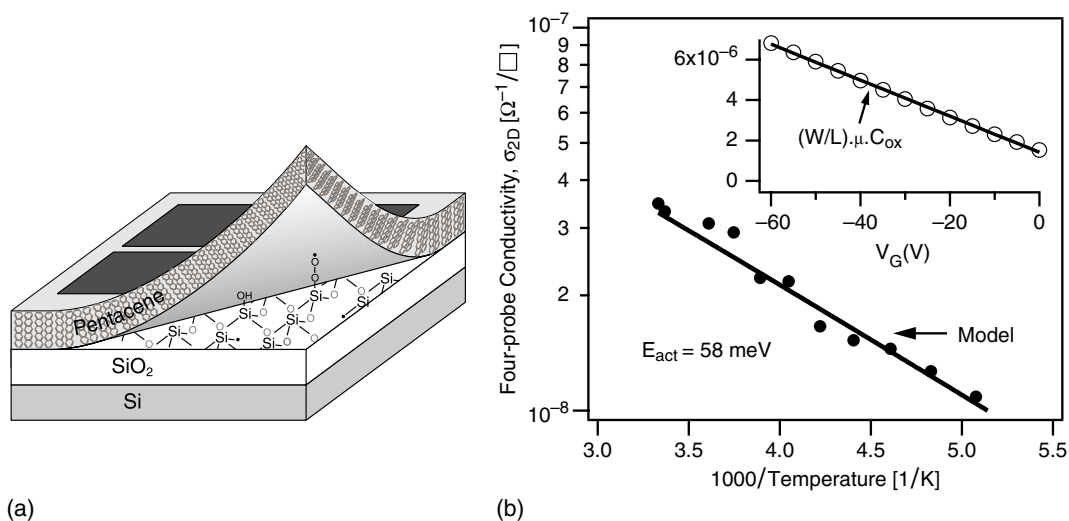 Pentacene
OH
•
O
O
Si Si Si Si Si Si Si
O O O O O O O O
SiO₂
Si
(a)
Four-probe Conductivity, σ₂D [Ω⁻¹/□]
10⁻⁷
9
8
7
6
5
4
3
2
10⁻⁸
6x10⁻⁶
4
2
0
(W/L).μ.Cₒₓ
−60 −40 −20 0
V_G(V)
Model
E_act = 58 meV
3.0 3.5 4.0 4.5 5.0 5.5
1000/Temperature [1/K]
(b)